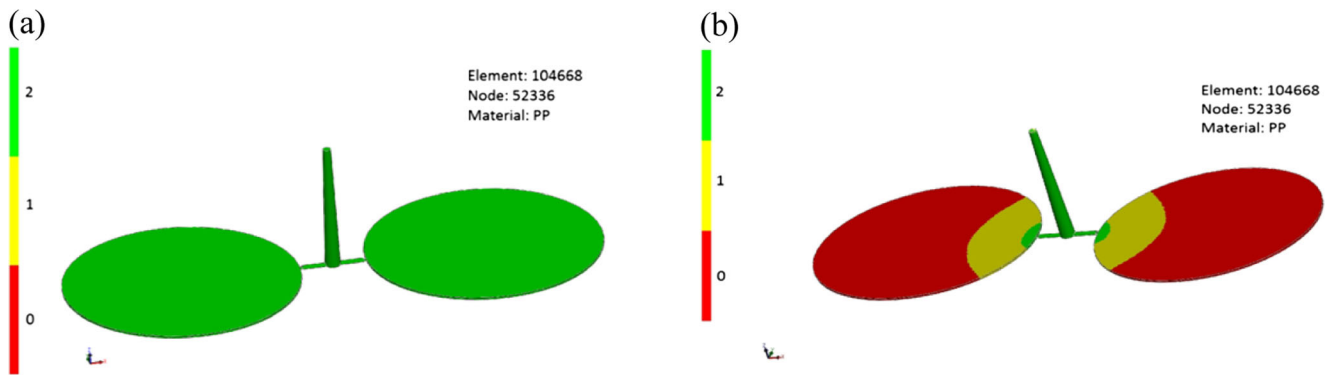 (a)
2
1
0
Element: 104668
Node: 52336
Material: PP
(b)
2
1
0
Element: 104668
Node: 52336
Material: PP